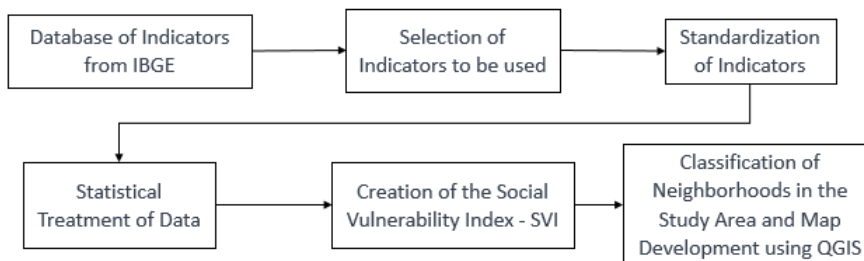 Database of Indicators
from IBGE
Selection of
Indicators to be used
Standardization
of Indicators
Statistical
Treatment of Data
Creation of the Social
Vulnerability Index - SVI
Classification of
Neighborhoods in the
Study Area and Map
Development using QGIS